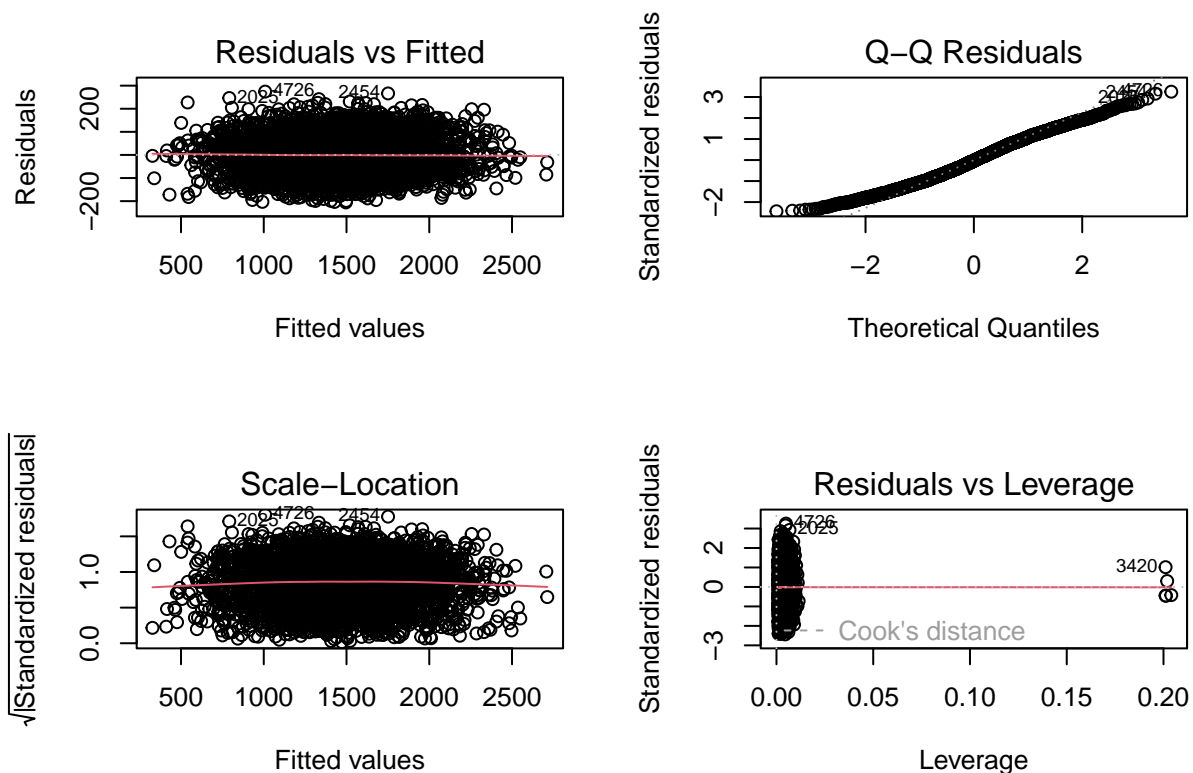 Residuals vs Fitted
Residuals
200
−200
2025
4726
2454
500 1000 1500 2000 2500
Fitted values
Q−Q Residuals
Standardized residuals
3
1
−2
−2 0 2
Theoretical Quantiles
Scale−Location
√|Standardized residuals|
1.0
0.0
2025
4726
2454
500 1000 1500 2000 2500
Fitted values
Residuals vs Leverage
Standardized residuals
2
0
−3
4726
2025
3420
Cook's distance
0.00 0.05 0.10 0.15 0.20
Leverage